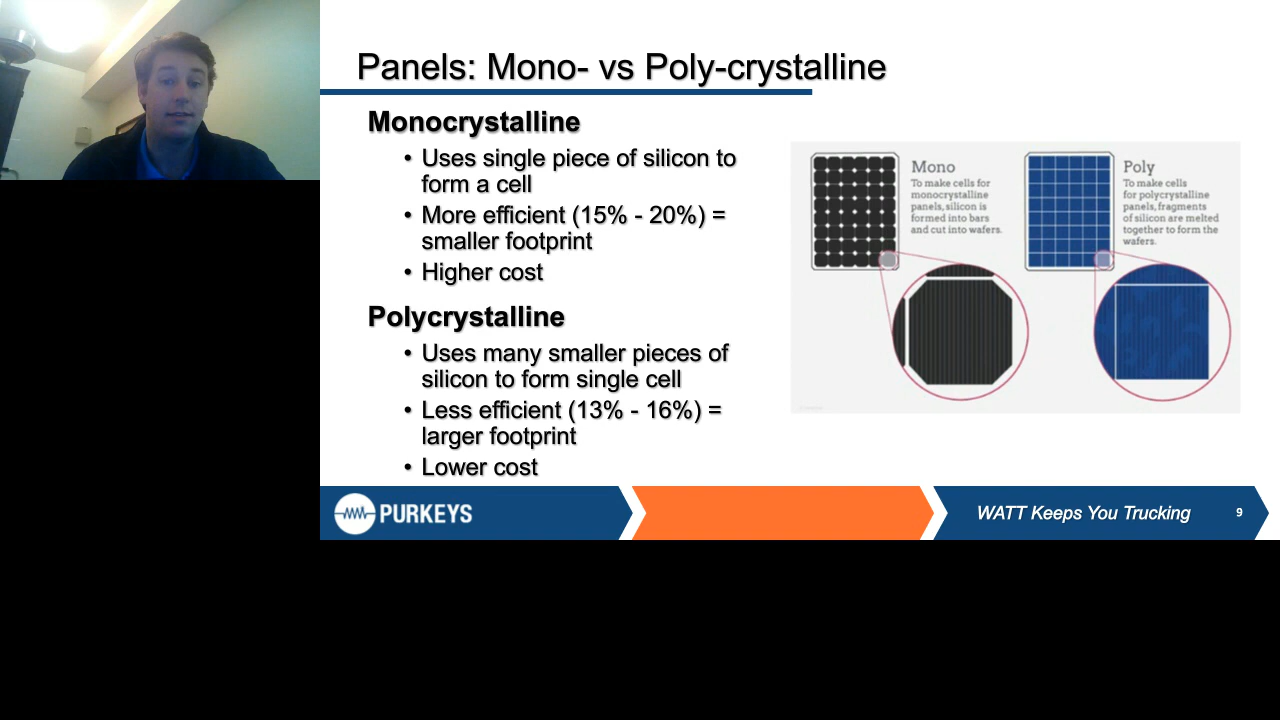 Panels: Mono- vs Poly-crystalline
Monocrystalline
• Uses single piece of silicon to
form a cell
• More efficient (15% - 20%) =
smaller footprint
• Higher cost
Polycrystalline
• Uses many smaller pieces of
silicon to form single cell
• Less efficient (13% - 16%) =
larger footprint
• Lower cost
Mono
To make cells for
monocrystalline
panels, silicon is
formed into bars
and cut into wafers.
Poly
To make cells
for polycrystalline
panels, fragments
of silicon are melted
together to form the
wafers.
PURKEYS
WATT Keeps You Trucking
9